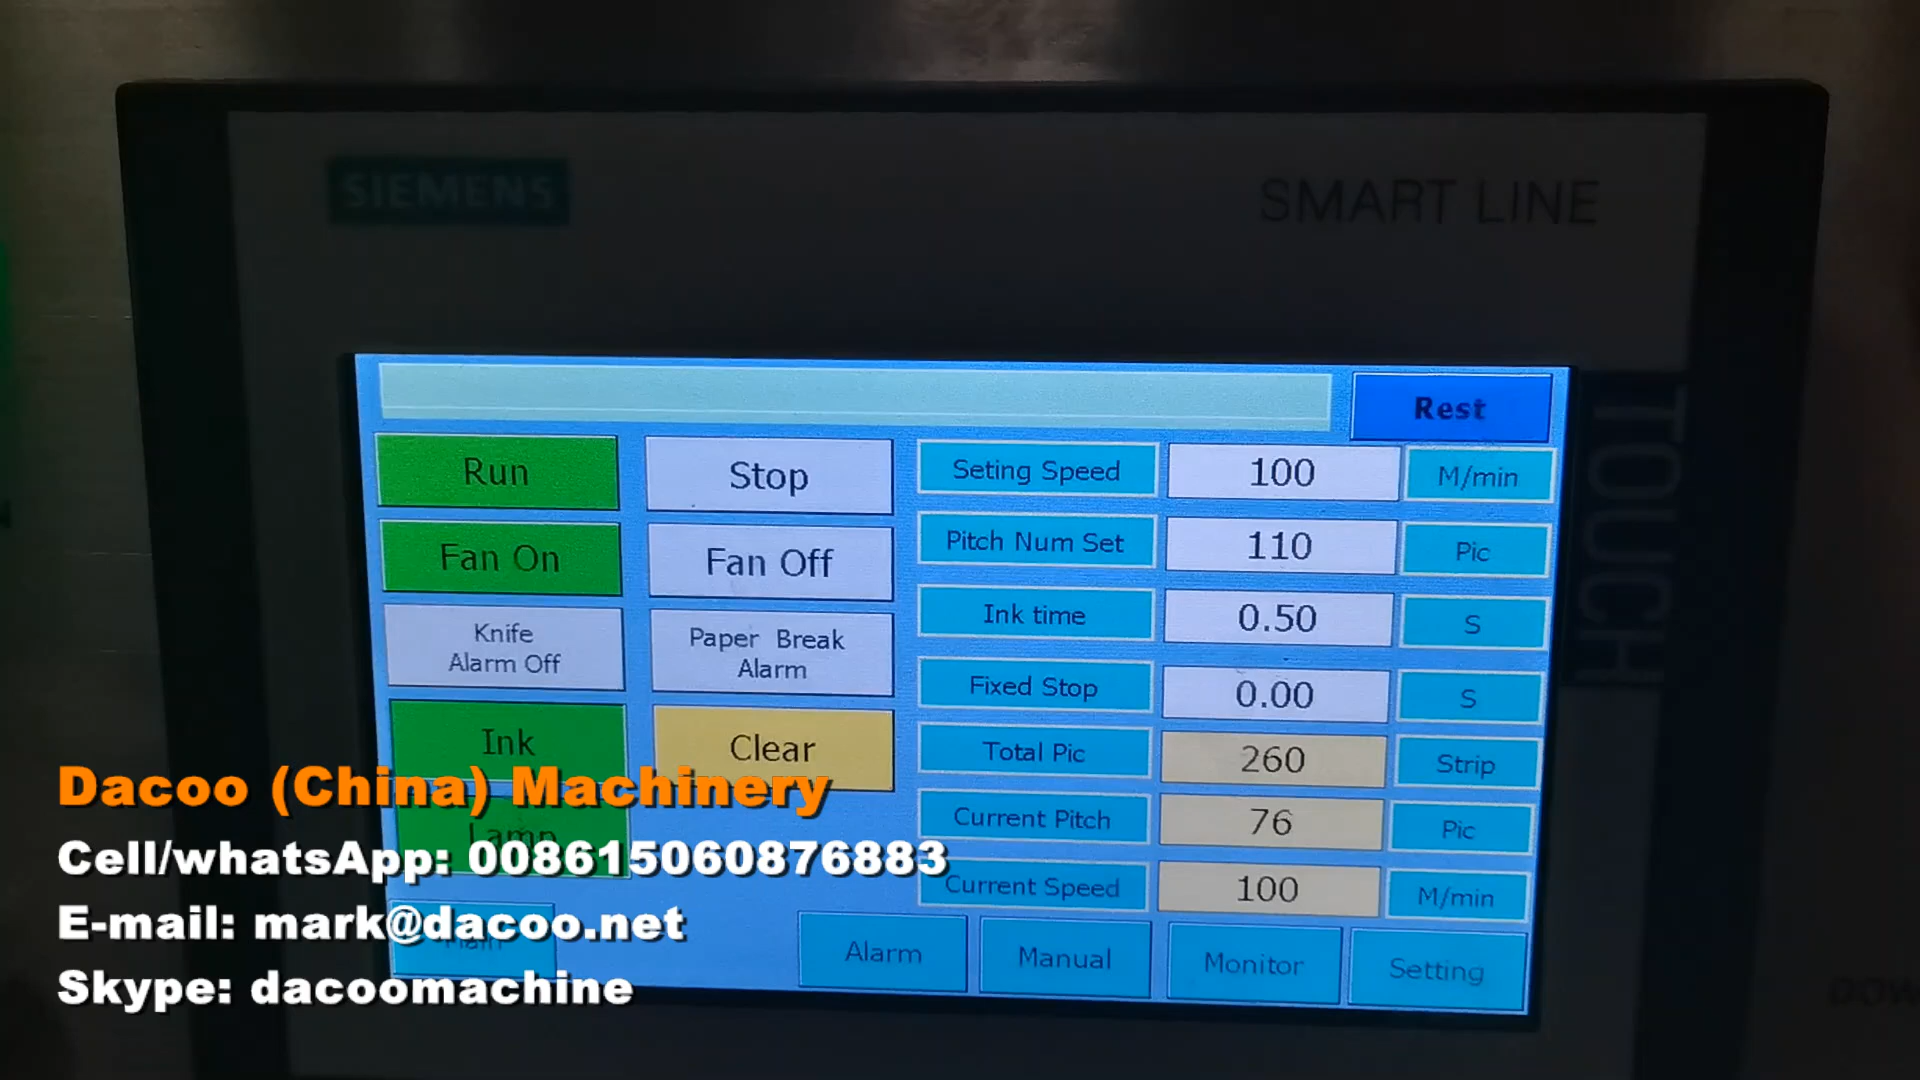 SIEMENS
SMART LINE
TOUCH
Rest
Run
Stop
Seting Speed
100
M/min
Fan On
Fan Off
Pitch Num Set
110
Pic
Knife
Alarm Off
Paper Break
Alarm
Ink time
0.50
S
Fixed Stop
0.00
S
Ink
Clear
Total Pic
260
Strip
Lamp
Current Pitch
76
Pic
Current Speed
100
M/min
Main
Alarm
Manual
Monitor
Setting
Dacoo (China) Machinery
Cell/whatsApp: 008615060876883
E-mail: mark@dacoo.net
Skype: dacoomachine